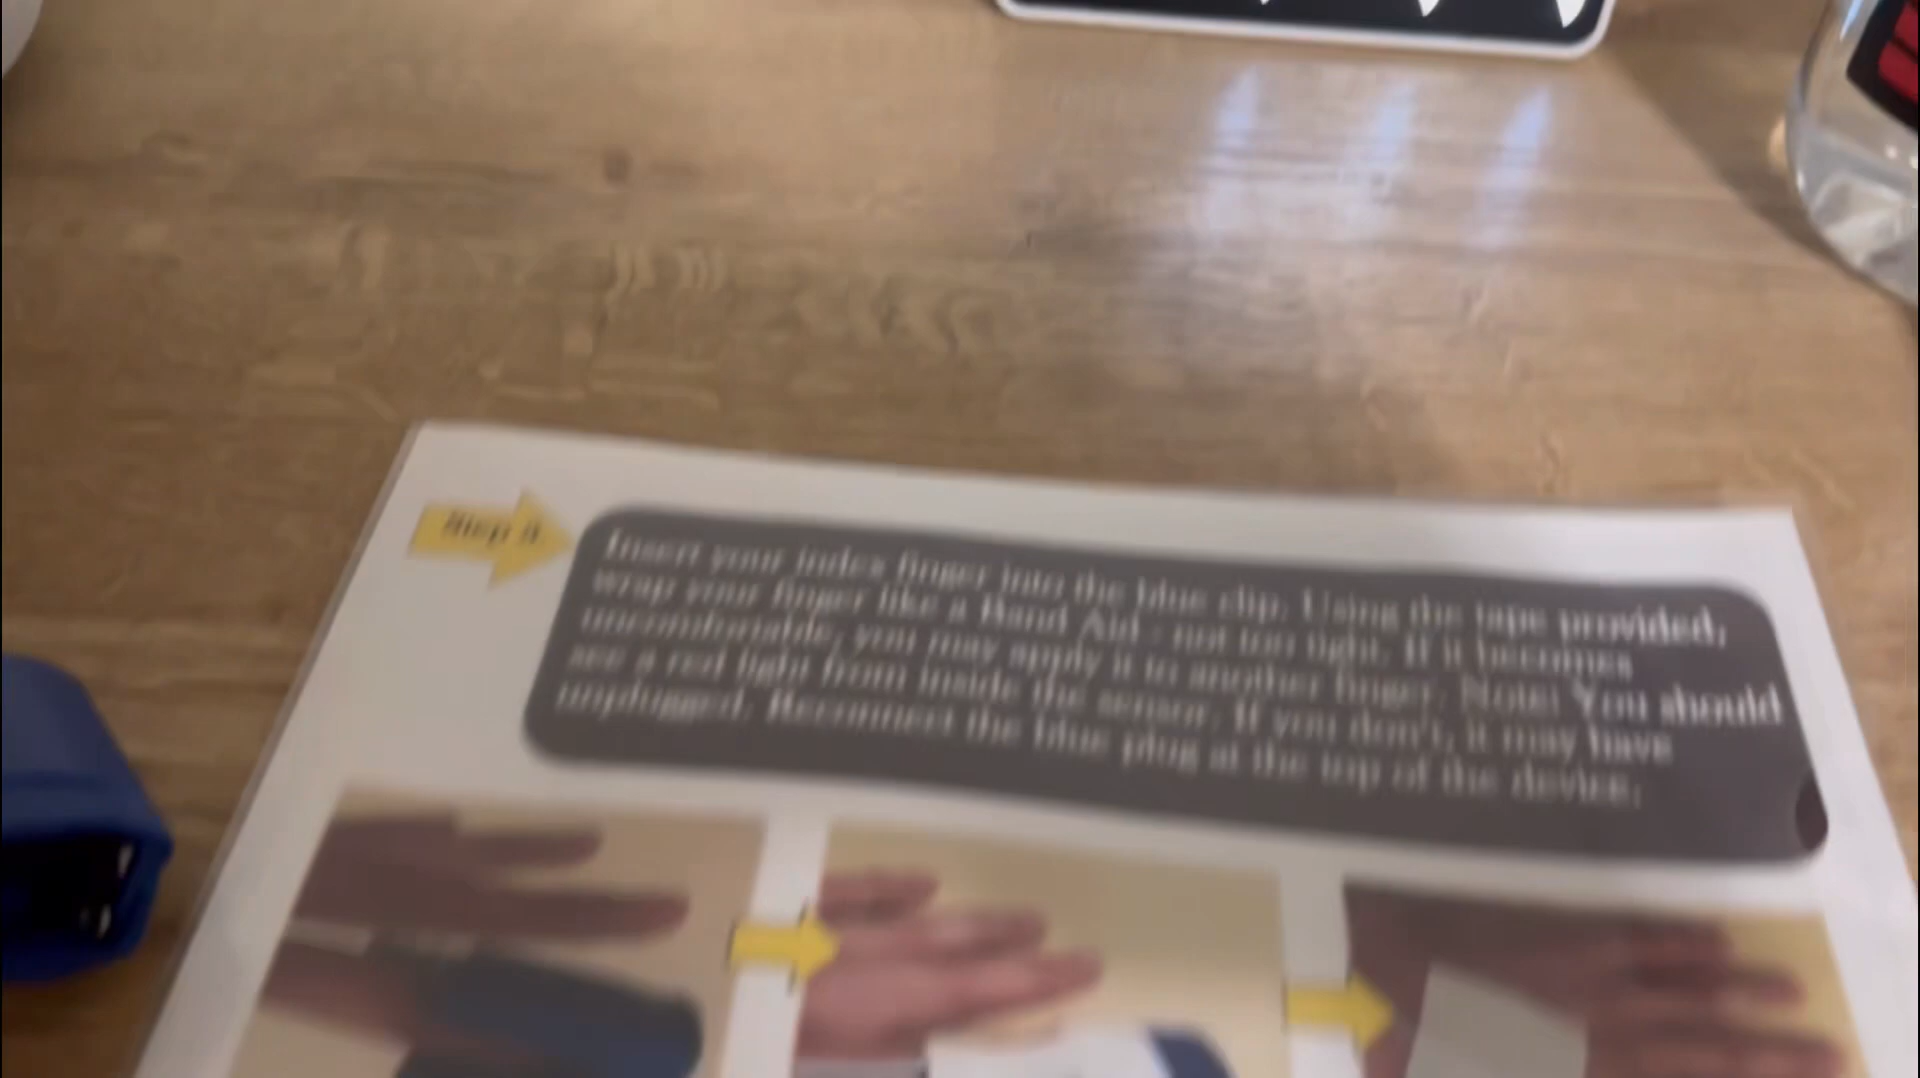 Step 3
Insert your index finger into the blue clip. Using the tape provided,
wrap your finger like a Band Aid - not too tight. If it becomes
uncomfortable, you may apply it to another finger. Note: You should
see a red light from inside the sensor. If you don't, it may have
unplugged. Reconnect the blue plug at the top of the device.